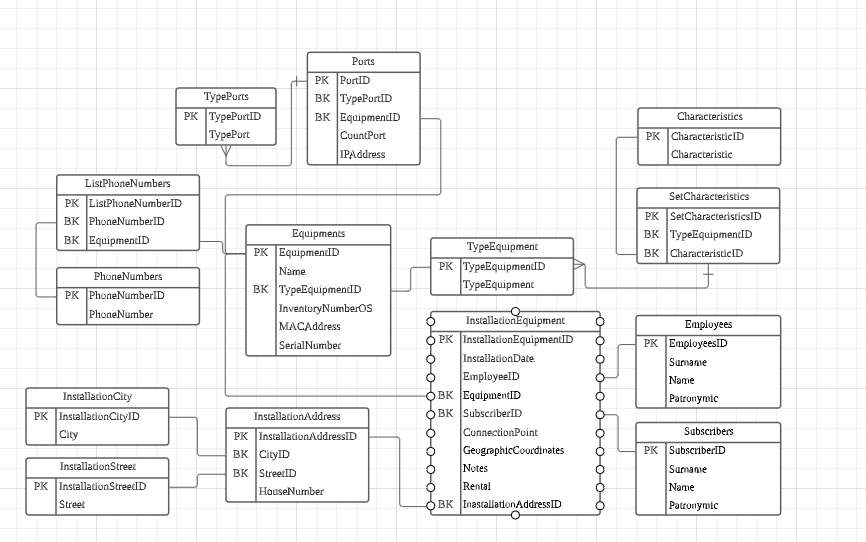 Ports
PK PortID
BK TypePortID
BK EquipmentID
CountPort
IPAddress
TypePorts
PK TypePortID
TypePort
Characteristics
PK CharacteristicID
Characteristic
ListPhoneNumbers
PK ListPhoneNumberID
BK PhoneNumberID
BK EquipmentID
SetCharacteristics
PK SetCharacteristicsID
BK TypeEquipmentID
BK CharacteristicID
Equipments
PK EquipmentID
Name
BK TypeEquipmentID
InventoryNumberOS
MACAddress
SerialNumber
TypeEquipment
PK TypeEquipmentID
TypeEquipment
PhoneNumbers
PK PhoneNumberID
PhoneNumber
InstallationEquipment
PK InstallationEquipmentID
InstallationDate
EmployeeID
BK EquipmentID
BK SubscriberID
ConnectionPoint
GeographicCoordinates
Notes
Rental
BK InastallationAddressID
Employees
PK EmployeesID
Surname
Name
Patronymic
InstallationCity
PK InstallationCityID
City
InstallationAddress
PK InstallationAddressID
BK CityID
BK StreetID
HouseNumber
Subscribers
PK SubscriberID
Surname
Name
Patronymic
InstallationStreet
PK InstallationStreetID
Street